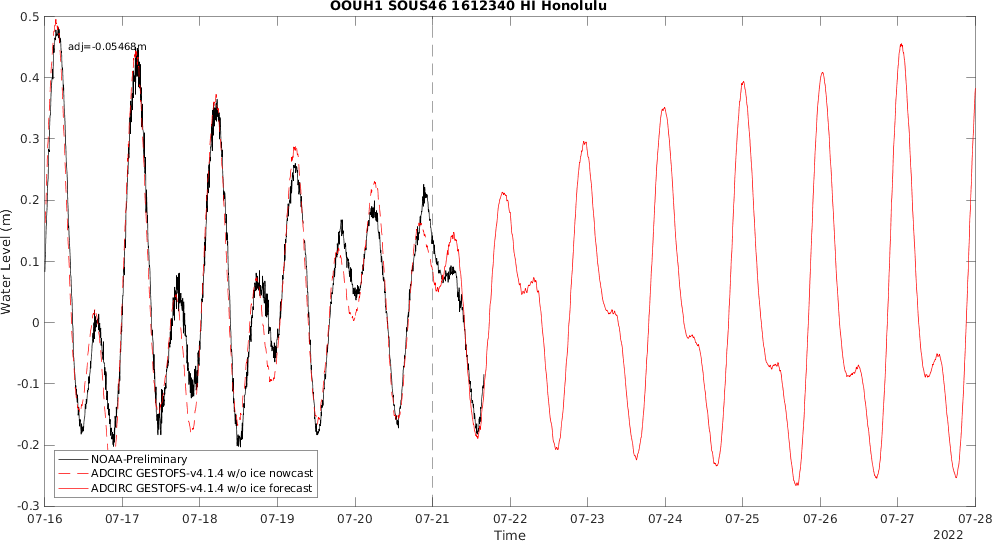 OOUH1 SOUS46 1612340 HI Honolulu
adj=-0.05468m
Water Level (m)
0.5
0.4
0.3
0.2
0.1
0
-0.1
-0.2
-0.3
NOAA-Preliminary
ADCIRC GESTOFS-v4.1.4 w/o ice nowcast
ADCIRC GESTOFS-v4.1.4 w/o ice forecast
07-16 07-17 07-18 07-19 07-20 07-21 07-22 07-23 07-24 07-25 07-26 07-27 07-28
Time
2022